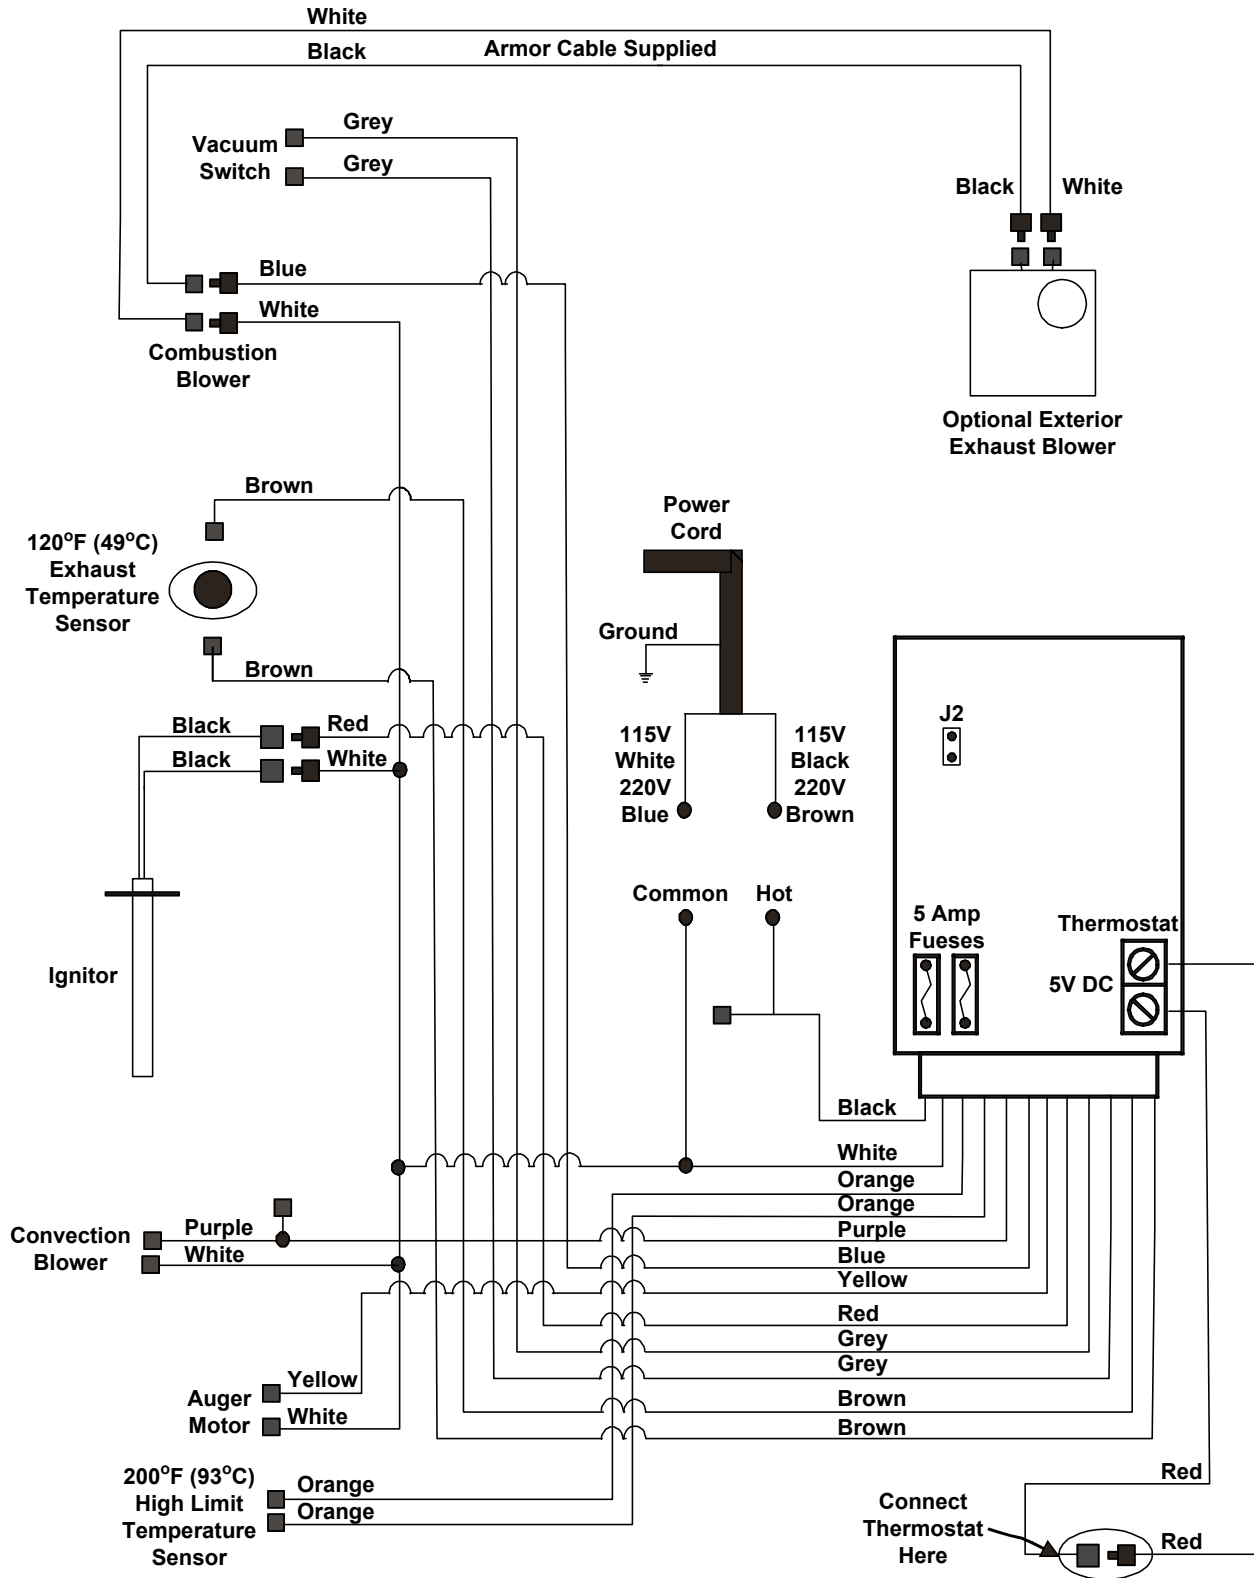 White
Black
Armor Cable Supplied
Vacuum
Switch
Grey
Grey
Black
White
Blue
White
Combustion
Blower
Optional Exterior
Exhaust Blower
Brown
120°F (49°C)
Exhaust
Temperature
Sensor
Brown
Power
Cord
Ground
Black
Red
Black
White
115V
White
220V
Blue
115V
Black
220V
Brown
J2
Common
Hot
5 Amp
Fueses
Thermostat
5V DC
Ignitor
Black
White
Orange
Orange
Purple
Blue
Yellow
Red
Grey
Grey
Brown
Brown
Convection
Blower
Purple
White
Auger
Motor
Yellow
White
200°F (93°C)
High Limit
Temperature
Sensor
Orange
Orange
Connect
Thermostat
Here
Red
Red